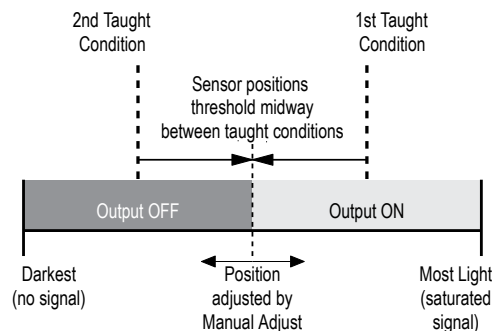 2nd Taught
Condition
1st Taught
Condition
Sensor positions
threshold midway
between taught conditions
Output OFF
Output ON
Darkest
(no signal)
Position
adjusted by
Manual Adjust
Most Light
(saturated
signal)